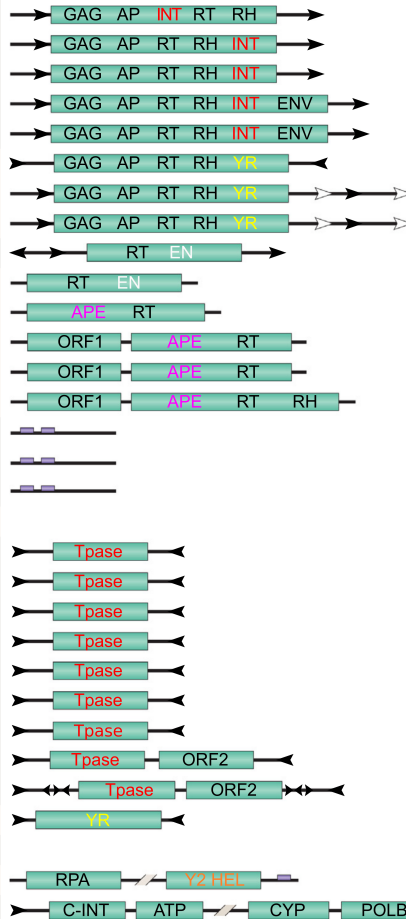 GAG AP INT RT RH
GAG AP RT RH INT
GAG AP RT RH INT
GAG AP RT RH INT ENV
GAG AP RT RH INT ENV
GAG AP RT RH YR
GAG AP RT RH YR
GAG AP RT RH YR
RT EN
RT EN
APE RT
ORF1 APE RT
ORF1 APE RT
ORF1 APE RT RH
Tpase
Tpase
Tpase
Tpase
Tpase
Tpase
Tpase
Tpase ORF2
Tpase ORF2
YR
RPA Y2 HEL
C-INT ATP CYP POLB